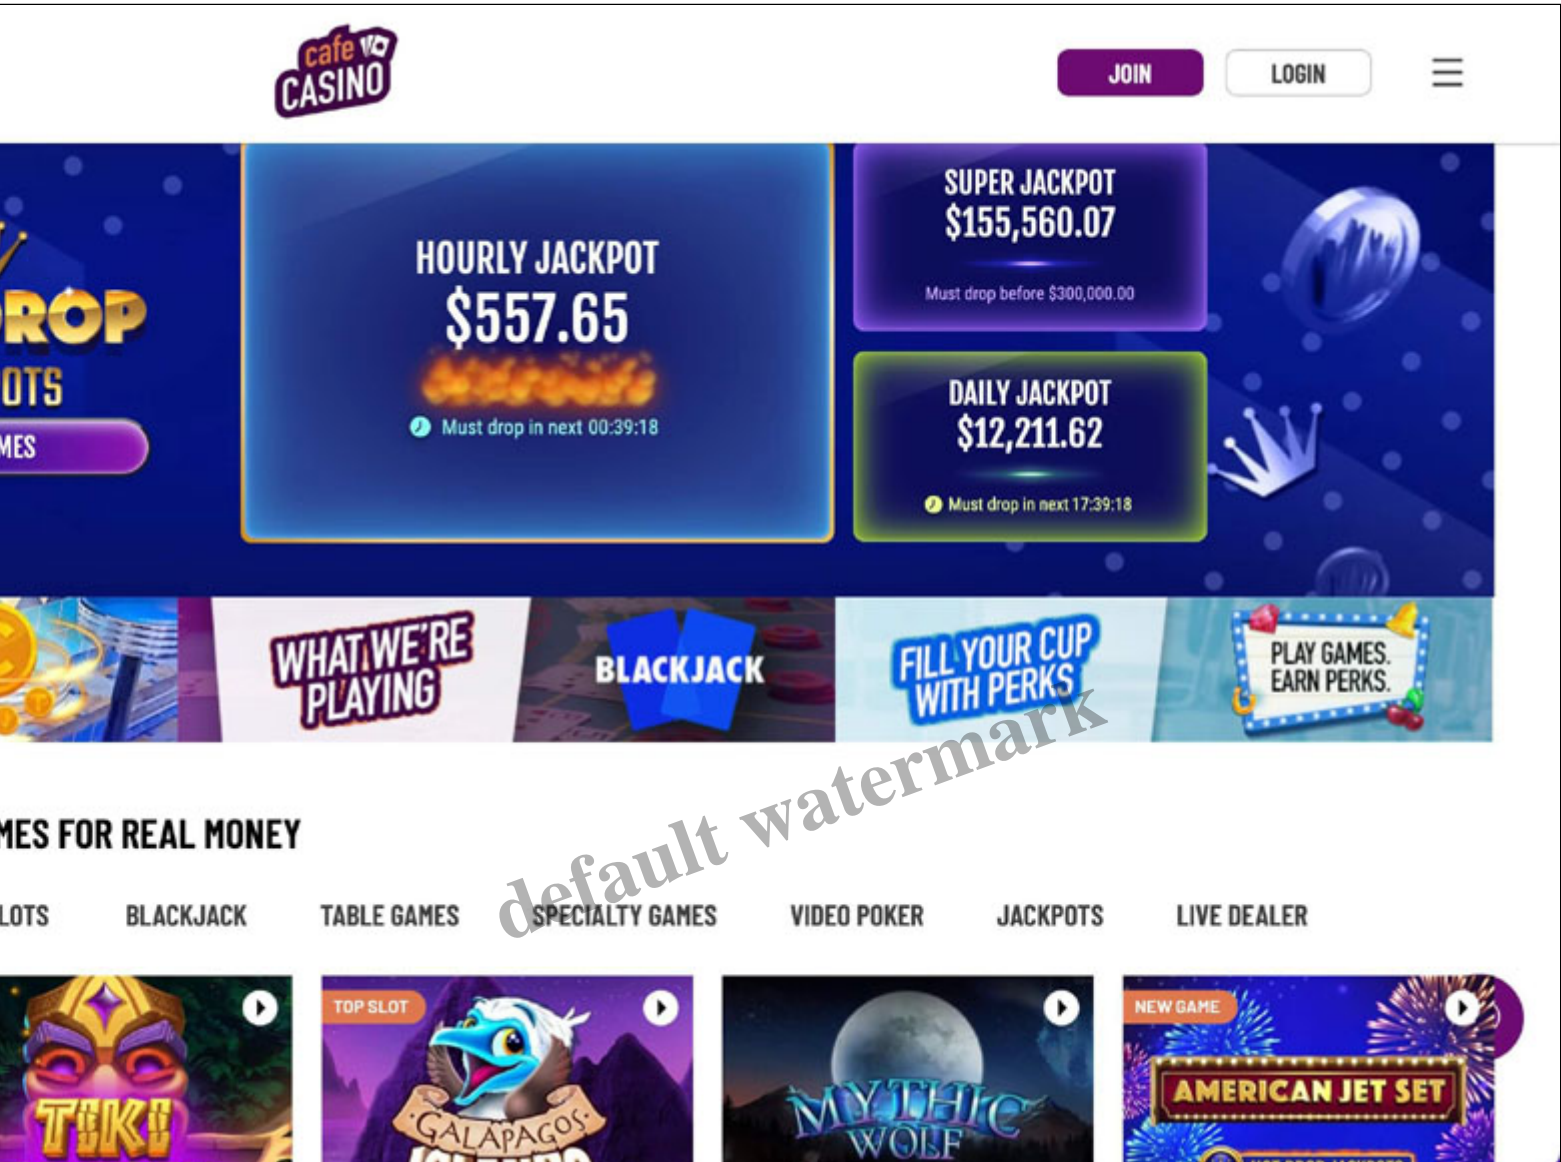 cafe
CASINO
JOIN
LOGIN
HOURLY JACKPOT
$557.65
Must drop in next 00:39:18
SUPER JACKPOT
$155,560.07
Must drop before $300,000.00
DAILY JACKPOT
$12,211.62
Must drop in next 17:39:18
ROP
OTS
MES
WHAT WE'RE
PLAYING
BLACKJACK
FILL YOUR CUP
WITH PERKS
PLAY GAMES.
EARN PERKS.
default watermark
MES FOR REAL MONEY
LOTS
BLACKJACK
TABLE GAMES
SPECIALTY GAMES
VIDEO POKER
JACKPOTS
LIVE DEALER
TIKI
TOP SLOT
GALAPAGOS
MYTHIC
WOLF
NEW GAME
AMERICAN JET SET